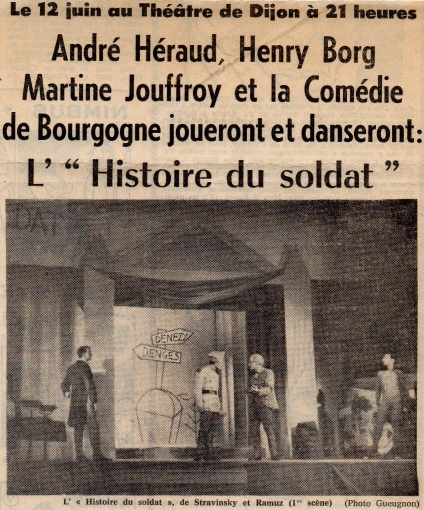 Le 12 juin au Théâtre de Dijon à 21 heures
André Héraud, Henry Borg
Martine Jouffroy et la Comédie
de Bourgogne joueront et danseront:
L' “ Histoire du soldat ”
DENEZY
DENGES
L' « Histoire du soldat », de Stravinsky et Ramuz (1re scène) (Photo Gueugnon)